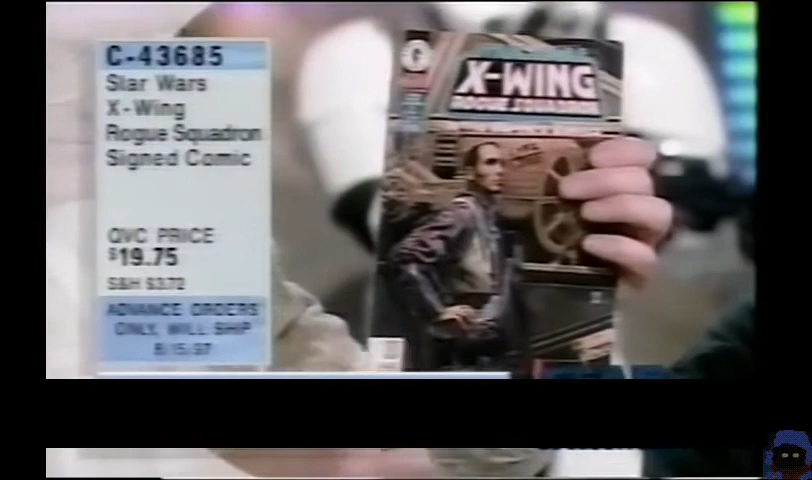 C-43685
Star Wars
X-Wing
Rogue Squadron
Signed Comic
QVC PRICE
$19.75
S&H $3.72
ADVANCE ORDERS
ONLY, WILL SHIP
8/15/97
X-WING
ROGUE SQUADRON